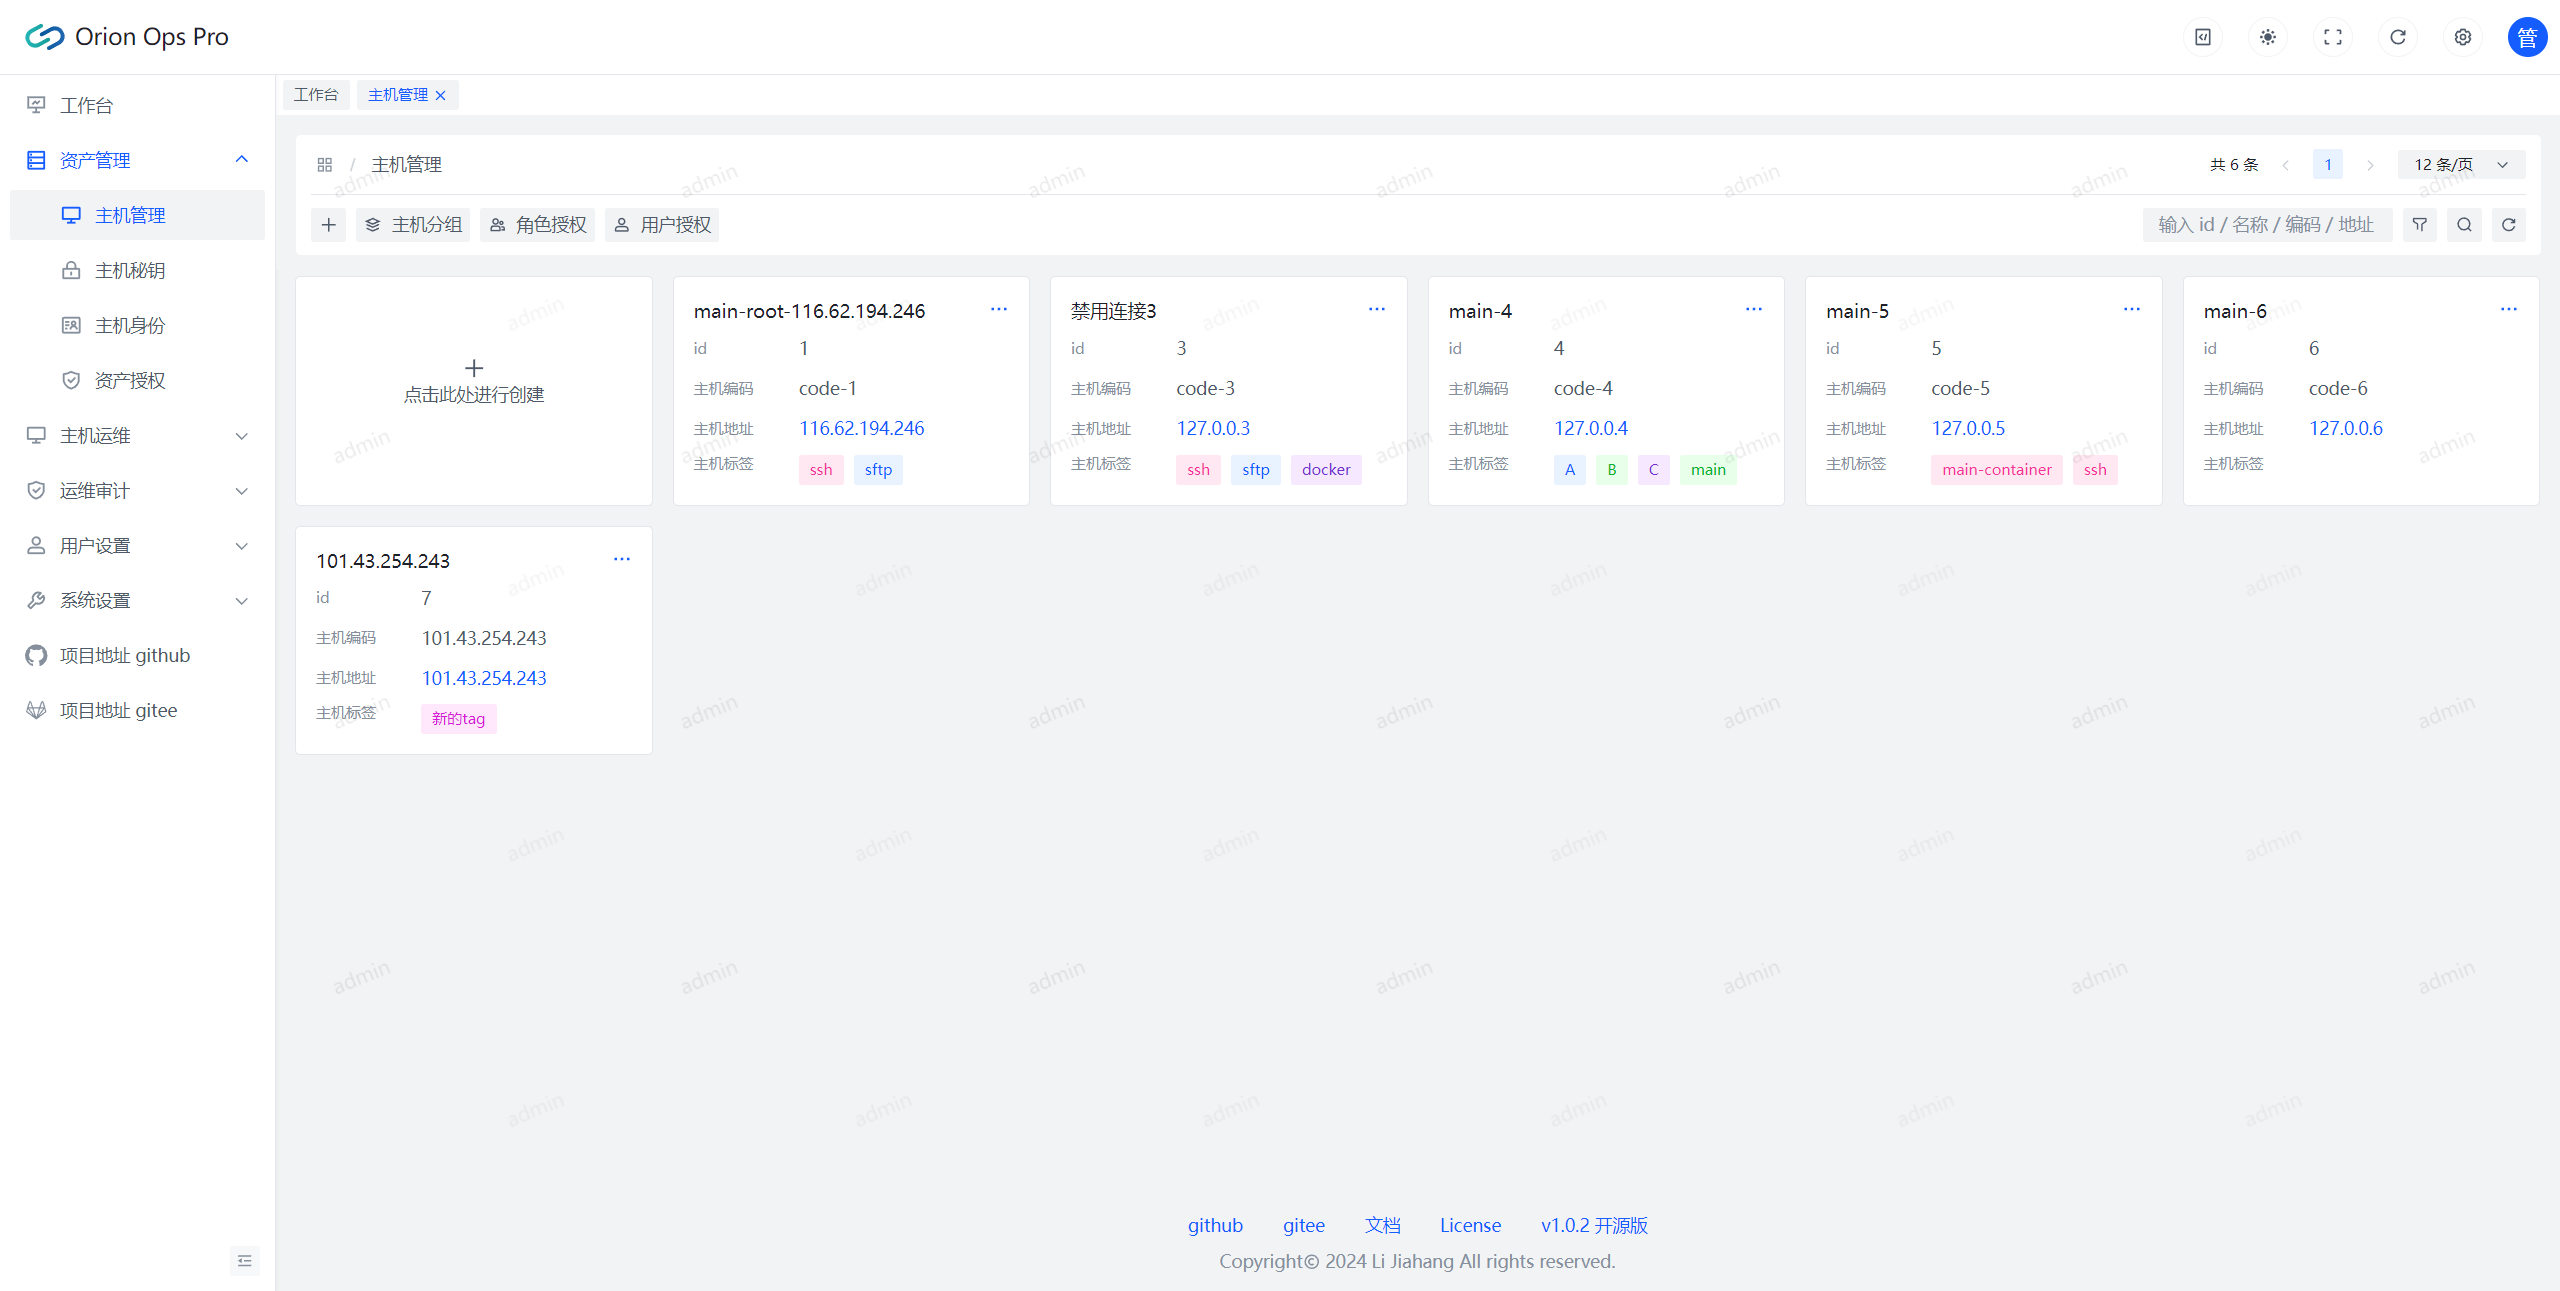 Orion Ops Pro
管
工作台
资产管理
主机管理
主机秘钥
主机身份
资产授权
主机运维
运维审计
用户设置
系统设置
项目地址 github
项目地址 gitee
工作台 主机管理
/ 主机管理
共 6 条 1 12 条/页
主机分组 角色授权 用户授权
输入 id / 名称 / 编码 / 地址
点击此处进行创建
main-root-116.62.194.246
id 1
主机编码 code-1
主机地址 116.62.194.246
主机标签 ssh sftp
禁用连接3
id 3
主机编码 code-3
主机地址 127.0.0.3
主机标签 ssh sftp docker
main-4
id 4
主机编码 code-4
主机地址 127.0.0.4
主机标签 A B C main
main-5
id 5
主机编码 code-5
主机地址 127.0.0.5
主机标签 main-container ssh
main-6
id 6
主机编码 code-6
主机地址 127.0.0.6
主机标签
101.43.254.243
id 7
主机编码 101.43.254.243
主机地址 101.43.254.243
主机标签 新的tag
admin
github gitee 文档 License v1.0.2 开源版
Copyright© 2024 Li Jiahang All rights reserved.